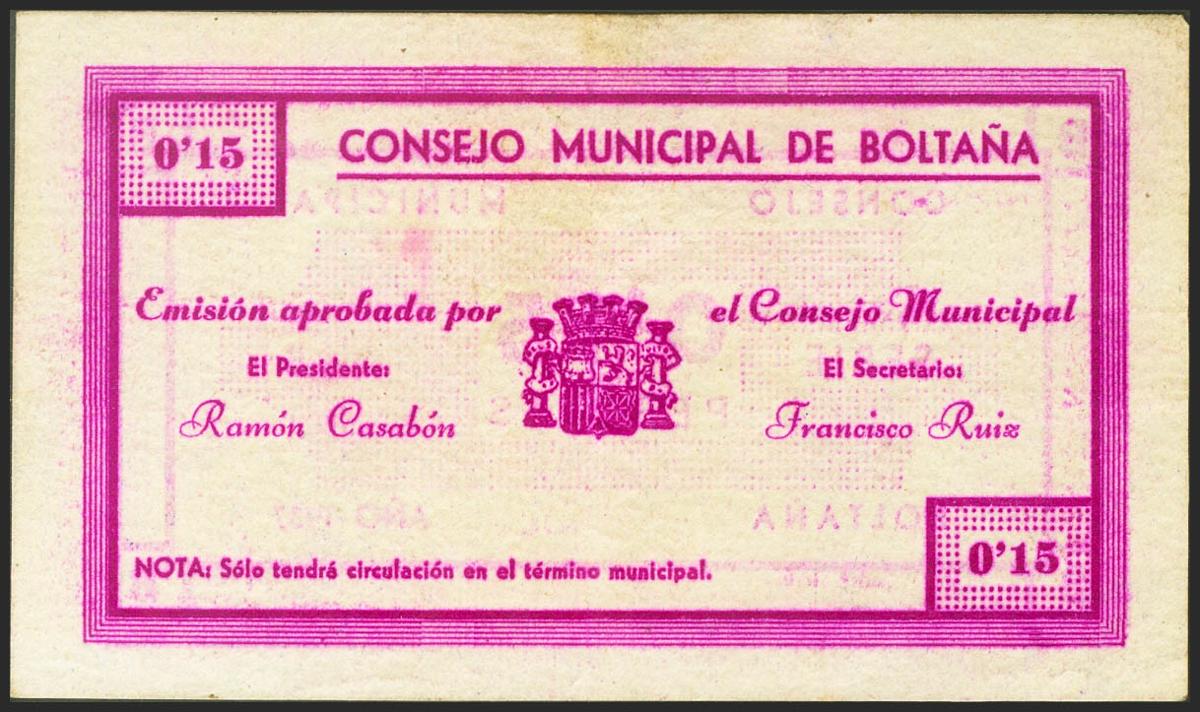 0'15
CONSEJO MUNICIPAL DE BOLTAÑA
Emisión aprobada por el Consejo Municipal
El Presidente: El Secretario:
Ramón Casabón Francisco Ruiz
NOTA: Sólo tendrá circulación en el término municipal.
0'15